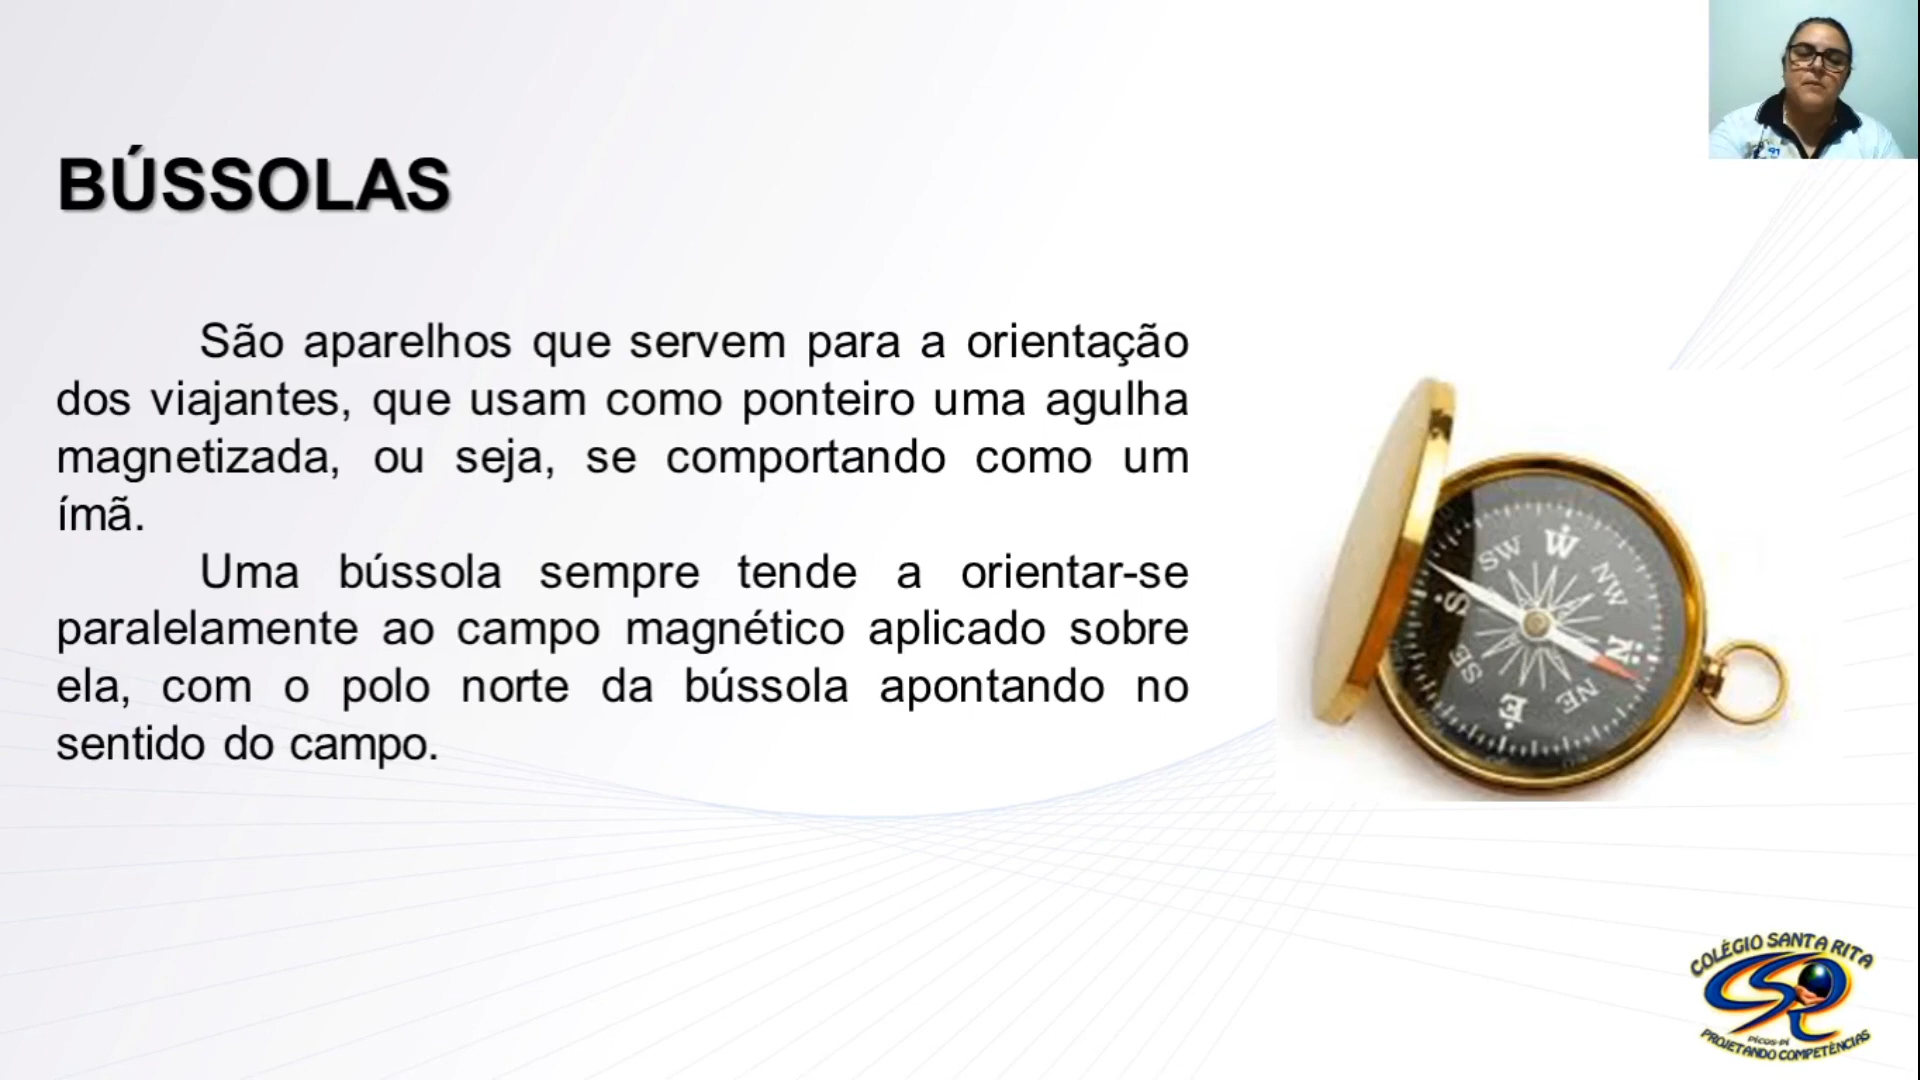 BÚSSOLAS
São aparelhos que servem para a orientação
dos viajantes, que usam como ponteiro uma agulha
magnetizada, ou seja, se comportando como um
ímã.
Uma bússola sempre tende a orientar-se
paralelamente ao campo magnético aplicado sobre
ela, com o polo norte da bússola apontando no
sentido do campo.
SW
W
NW
S
N
SE
E
NE
COLÉGIO SANTA RITA
PICOS-PI
PROJETANDO COMPETÊNCIAS